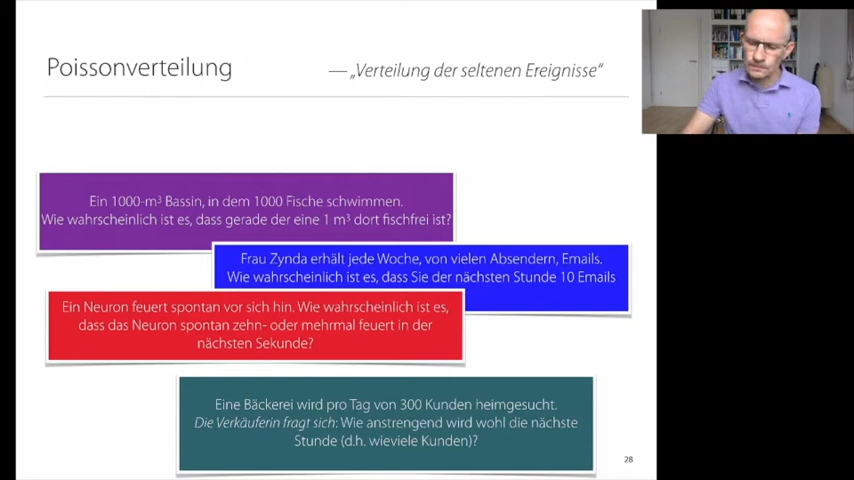 Poissonverteilung
— „Verteilung der seltenen Ereignisse“
Ein 1000-m³ Bassin, in dem 1000 Fische schwimmen.
Wie wahrscheinlich ist es, dass gerade der eine 1 m³ dort fischfrei ist?
Frau Zynda erhält jede Woche, von vielen Absendern, Emails.
Wie wahrscheinlich ist es, dass Sie der nächsten Stunde 10 Emails
Ein Neuron feuert spontan vor sich hin. Wie wahrscheinlich ist es,
dass das Neuron spontan zehn- oder mehrmal feuert in der
nächsten Sekunde?
Eine Bäckerei wird pro Tag von 300 Kunden heimgesucht.
Die Verkäuferin fragt sich: Wie anstrengend wird wohl die nächste
Stunde (d.h. wieviele Kunden)?
28